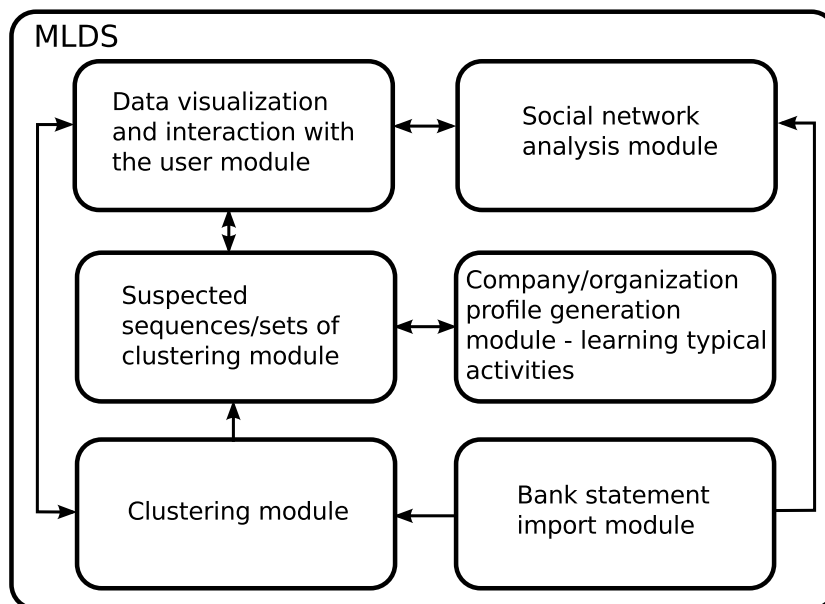 MLDS
Data visualization
and interaction with
the user module
Social network
analysis module
Suspected
sequences/sets of
clustering module
Company/organization
profile generation
module - learning typical
activities
Clustering module
Bank statement
import module